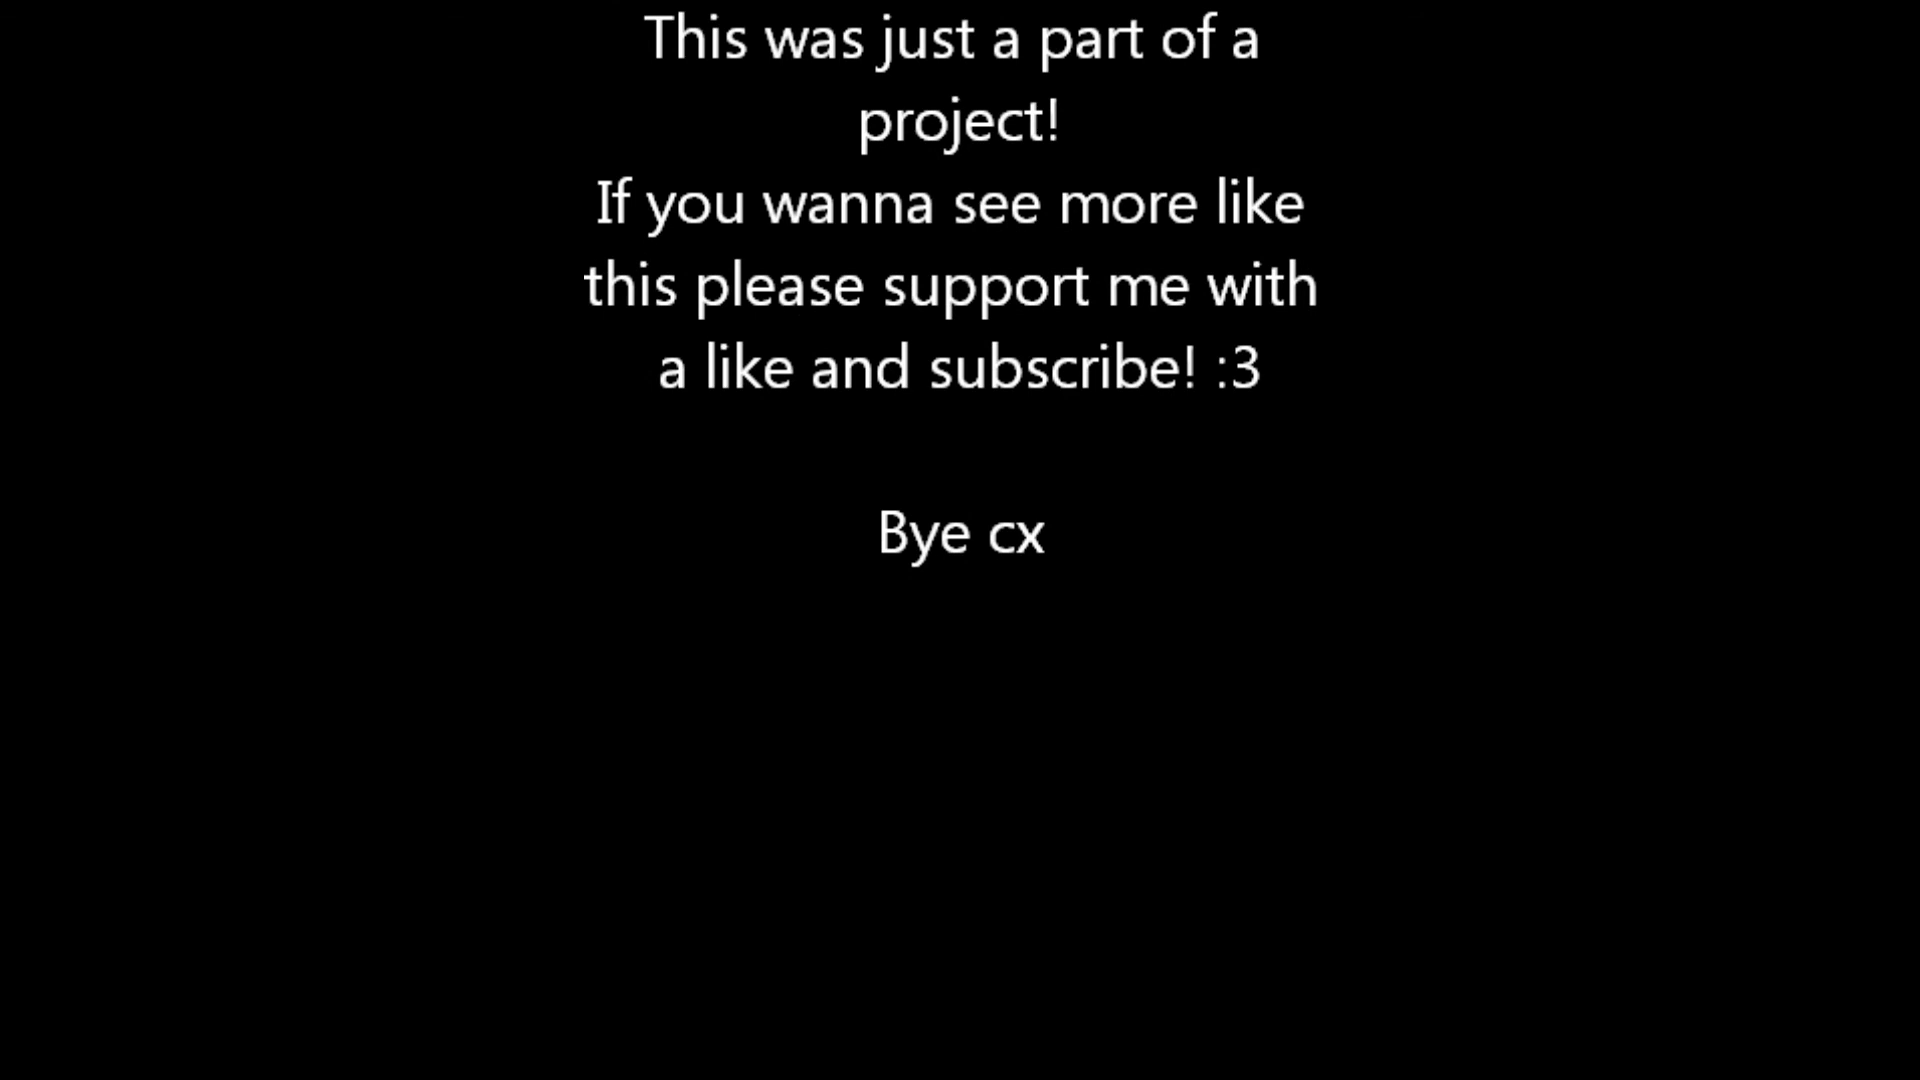 This was just a part of a
project!
If you wanna see more like
this please support me with
a like and subscribe! :3
Bye cx